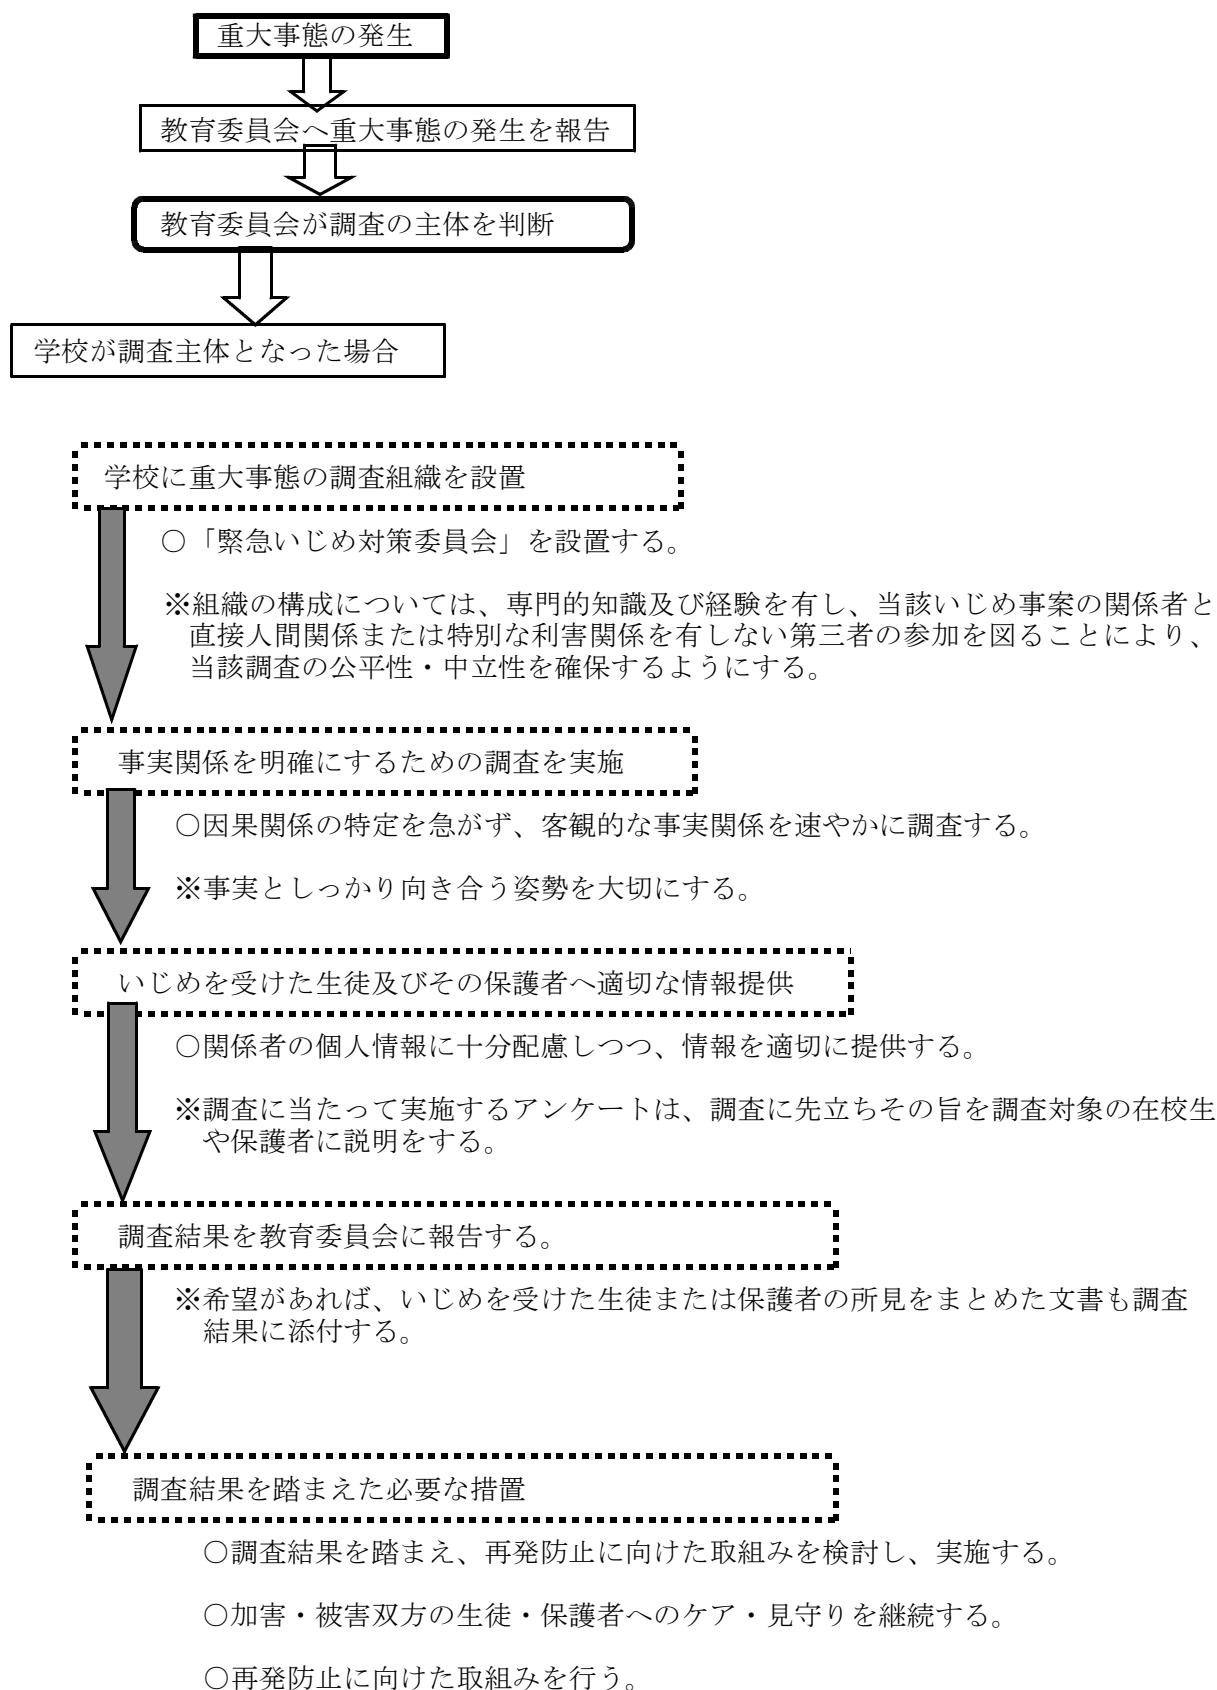 重大事態の発生
教育委員会へ重大事態の発生を報告
教育委員会が調査の主体を判断
学校が調査主体となった場合
学校に重大事態の調査組織を設置
○「緊急いじめ対策委員会」を設置する。
※組織の構成については、専門的知識及び経験を有し、当該いじめ事案の関係者と
直接人間関係または特別な利害関係を有しない第三者の参加を図ることにより、
当該調査の公平性・中立性を確保するようにする。
事実関係を明確にするための調査を実施
○因果関係の特定を急がず、客観的な事実関係を速やかに調査する。
※事実としっかり向き合う姿勢を大切にする。
いじめを受けた生徒及びその保護者へ適切な情報提供
○関係者の個人情報に十分配慮しつつ、情報を適切に提供する。
※調査に当たって実施するアンケートは、調査に先立ちその旨を調査対象の在校生
や保護者に説明をする。
調査結果を教育委員会に報告する。
※希望があれば、いじめを受けた生徒または保護者の所見をまとめた文書も調査
結果に添付する。
調査結果を踏まえた必要な措置
○調査結果を踏まえ、再発防止に向けた取組みを検討し、実施する。
○加害・被害双方の生徒・保護者へのケア・見守りを継続する。
○再発防止に向けた取組みを行う。